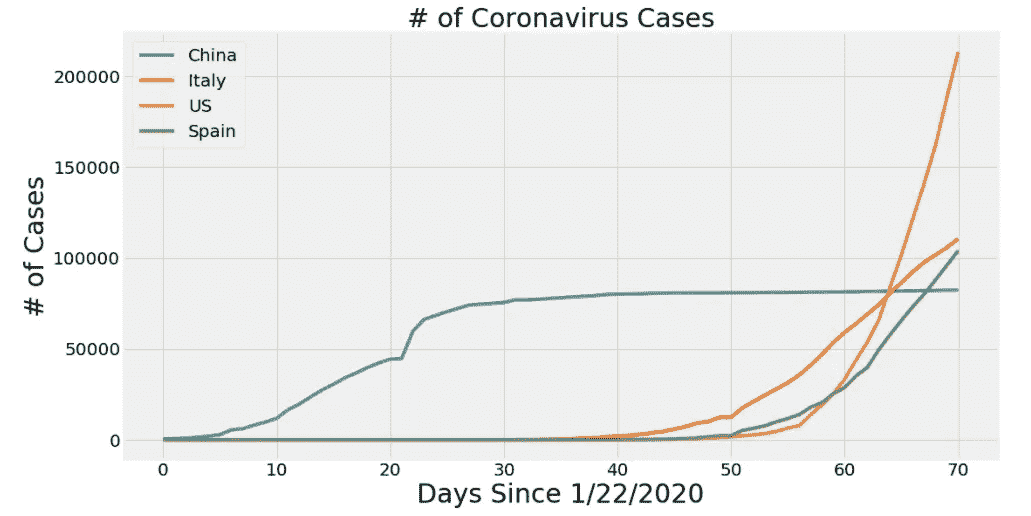 # of Coronavirus Cases
China
Italy
US
Spain
# of Cases
200000
150000
100000
50000
0
0 10 20 30 40 50 60 70
Days Since 1/22/2020